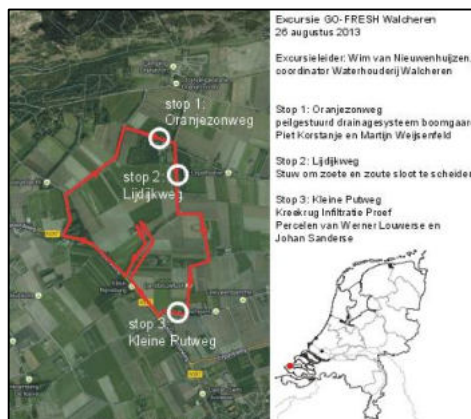 Excursie GO-FRESH Walcheren
26 augustus 2013
Excursieleider: Wim van Nieuwenhuijzen,
coordinator Waterhouderij Walcheren
Stop 1: Oranjezonweg
peilgestuurd drainagesysteem boomgaar
Piet Korstanje en Martijn Weijsenfeld
Stop 2: Lijdijkweg
Stuw om zoete en zoute sloot te scheide
Stop 3: Kleine Putweg
Kreekrug Infiltratie Proef
Percelen van Werner Louwerse en
Johan Sanderse
stop 1:
Oranjezonweg
stop 2:
Lijdijkweg
stop 3:
Kleine Putweg